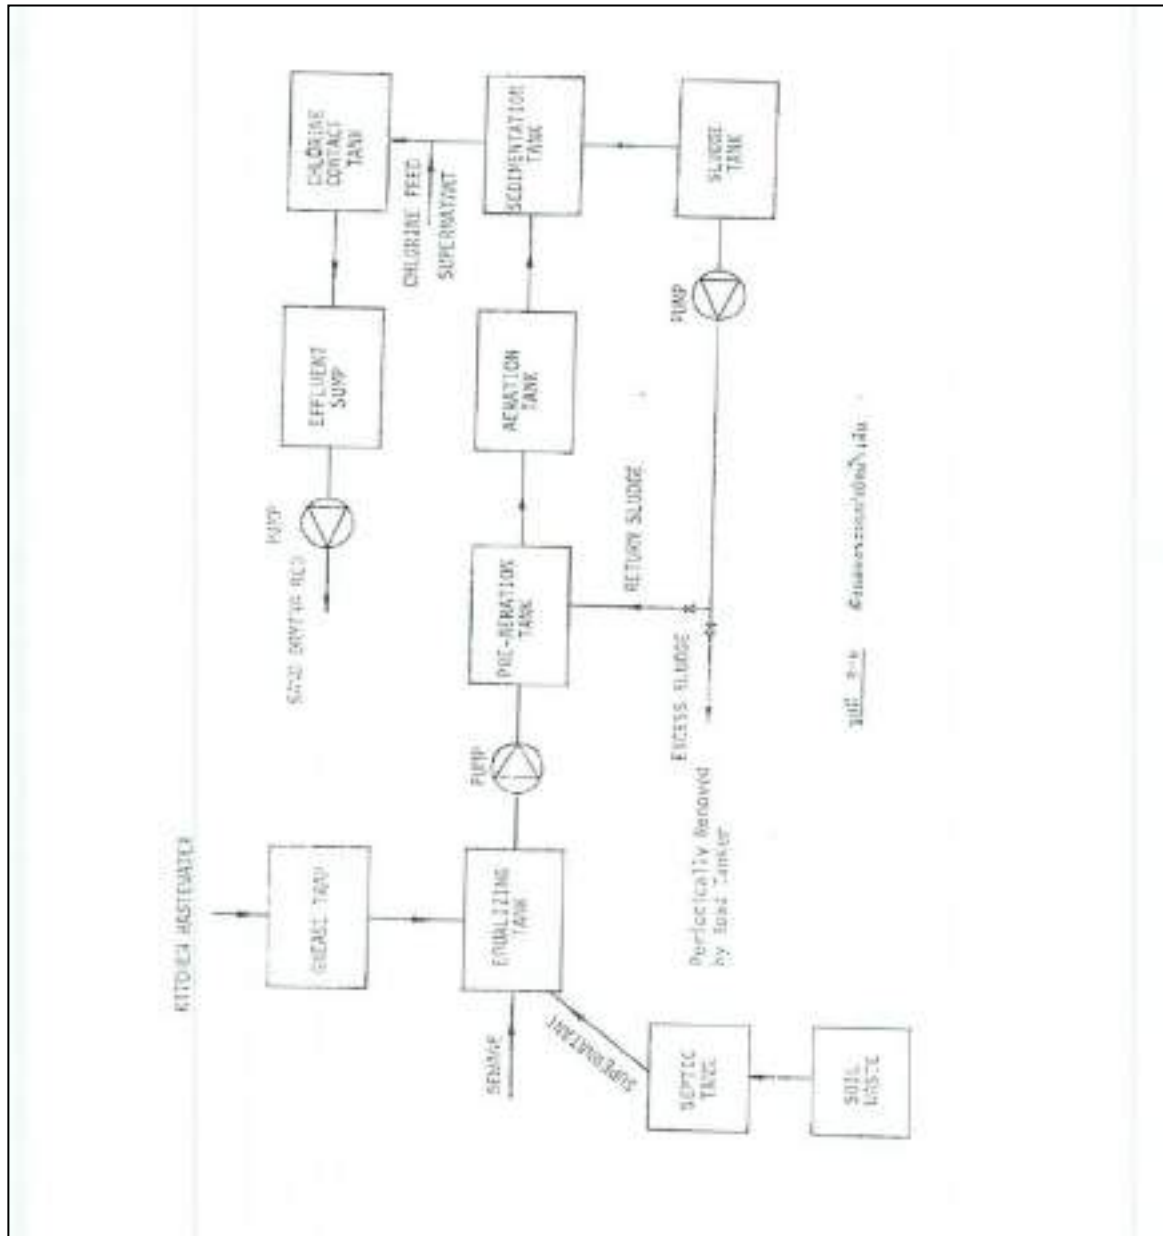 KITCHEN WASTEWATER
GREASE TRAP
SEWAGE
EQUALIZING
TANK
SUPERNATANT
SEPTIC
TANK
SOIL
WASTE
PUMP
PRE-AERATION
TANK
AERATION
TANK
SEDIMENTATION
TANK
CHLORINE FEED
SUPERNATANT
CHLORINE
CONTACT
TANK
EFFLUENT
SUMP
PUMP
SLUDGE
TANK
PUMP
RETURN SLUDGE
EXCESS SLUDGE
Periodically Removed
by Road Tanker